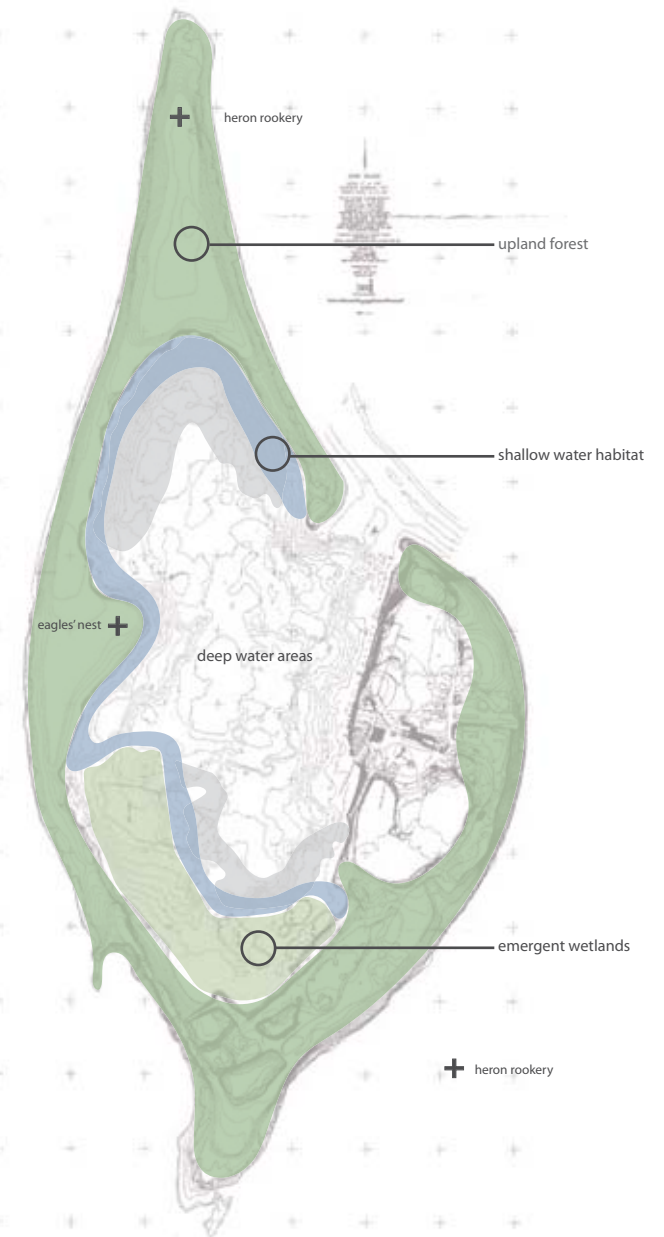 heron rookery
upland forest
shallow water habitat
eagles' nest
deep water areas
emergent wetlands
heron rookery